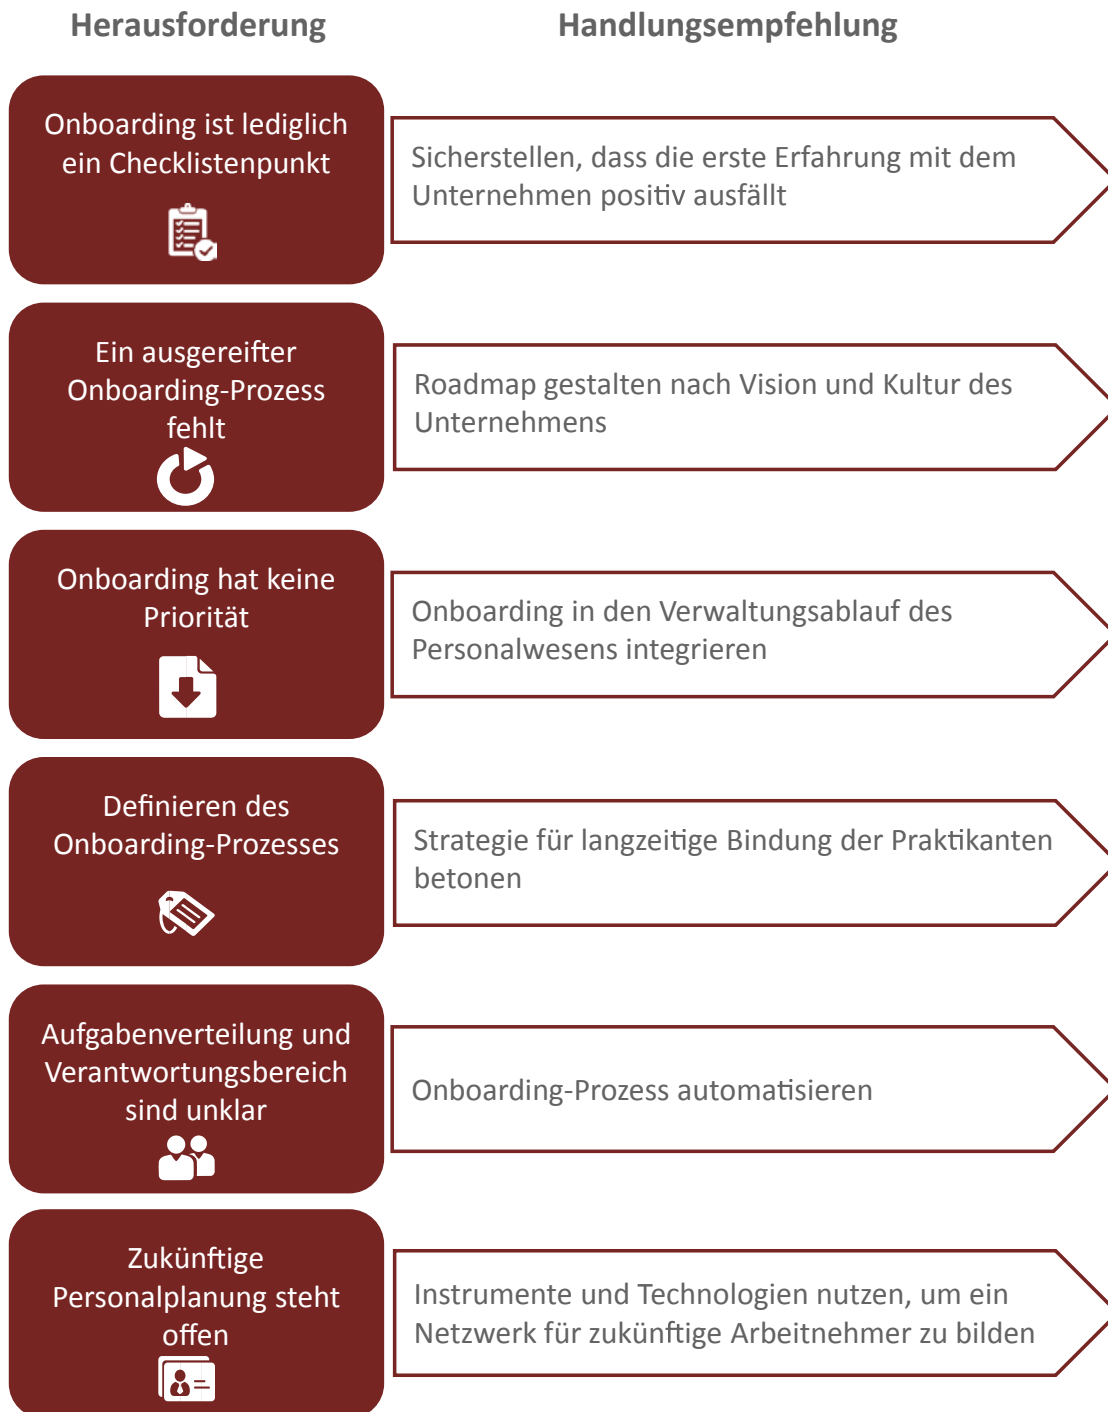 Herausforderung
Handlungsempfehlung
Onboarding ist lediglich
ein Checklistenpunkt
Sicherstellen, dass die erste Erfahrung mit dem
Unternehmen positiv ausfällt
Ein ausgereifter
Onboarding-Prozess
fehlt
Roadmap gestalten nach Vision und Kultur des
Unternehmens
Onboarding hat keine
Priorität
Onboarding in den Verwaltungsablauf des
Personalwesens integrieren
Definieren des
Onboarding-Prozesses
Strategie für langzeitige Bindung der Praktikanten
betonen
Aufgabenverteilung und
Verantwortungsbereich
sind unklar
Onboarding-Prozess automatisieren
Zukünftige
Personalplanung steht
offen
Instrumente und Technologien nutzen, um ein
Netzwerk für zukünftige Arbeitnehmer zu bilden